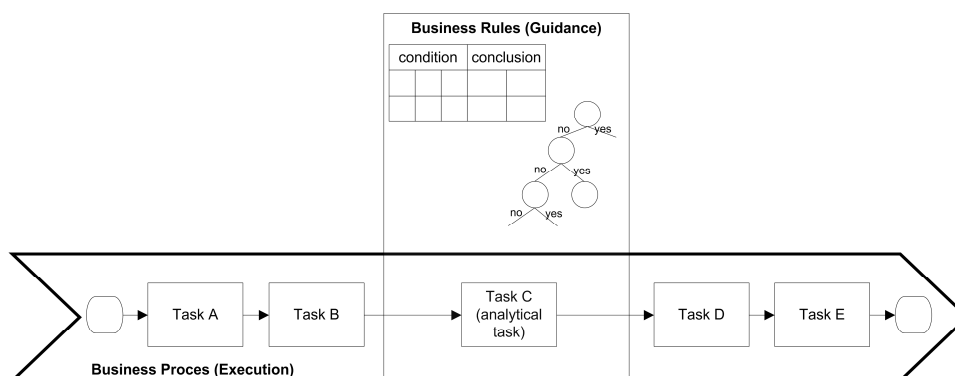 Business Rules (Guidance)
condition conclusion
no yes
no yes
no yes
Task A
Task B
Task C
(analytical
task)
Task D
Task E
Business Proces (Execution)